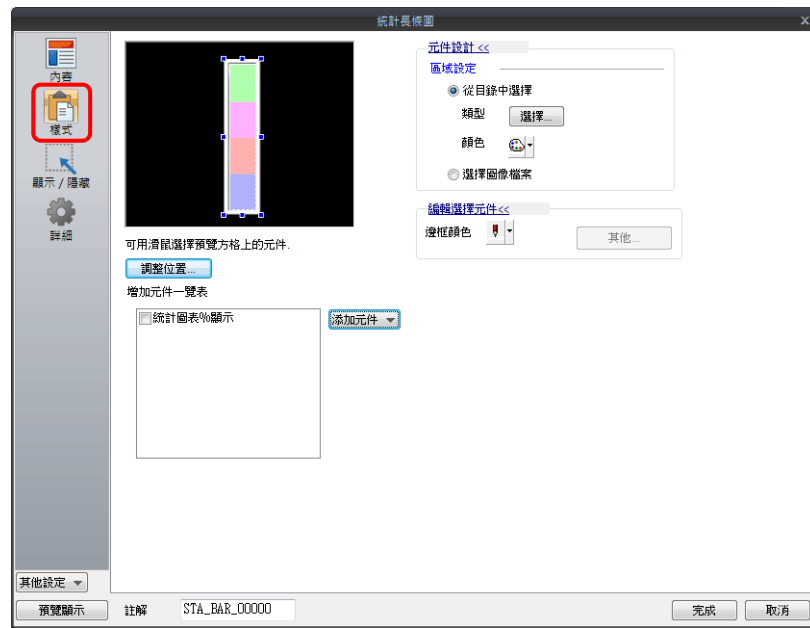 統計長條圖
x
內容
樣式
顯示 / 隱藏
詳細
可用滑鼠選擇預覽方格上的元件.
調整位置...
增加元件一覽表
統計圖表%顯示
添加元件
元件設計 <<
區域設定
從目錄中選擇
類型
選擇...
顏色
選擇圖像檔案
編輯選擇元件<<
邊框顏色
其他...
其他設定
預覽顯示
註解
STA_BAR_00000
完成
取消